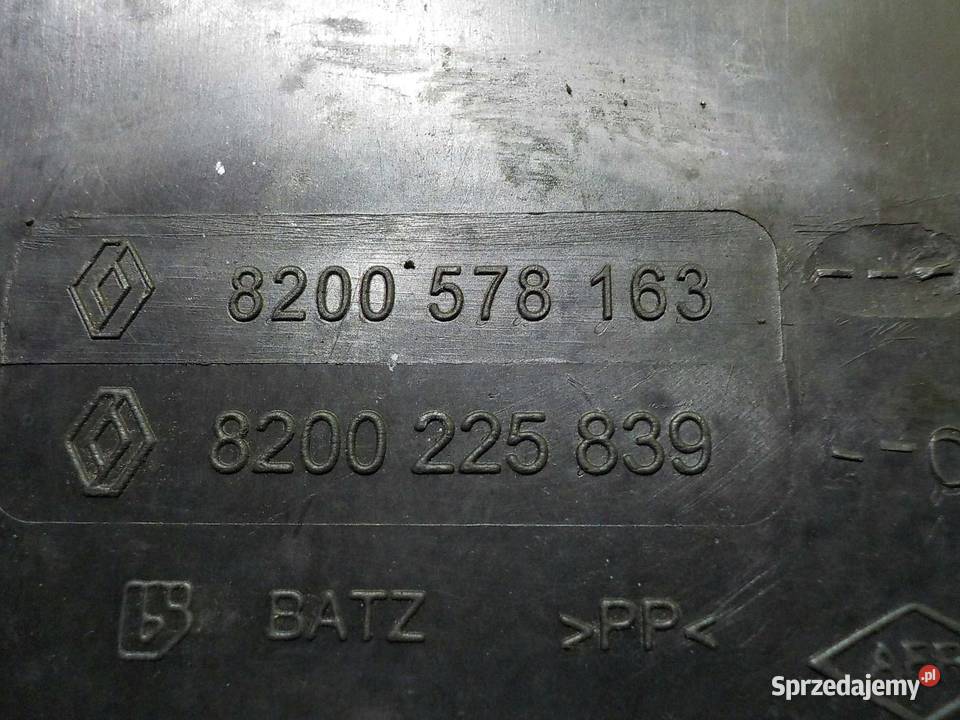 8200 578 163
8200 225 839
BATZ >PP<
Sprzedajemy.pl